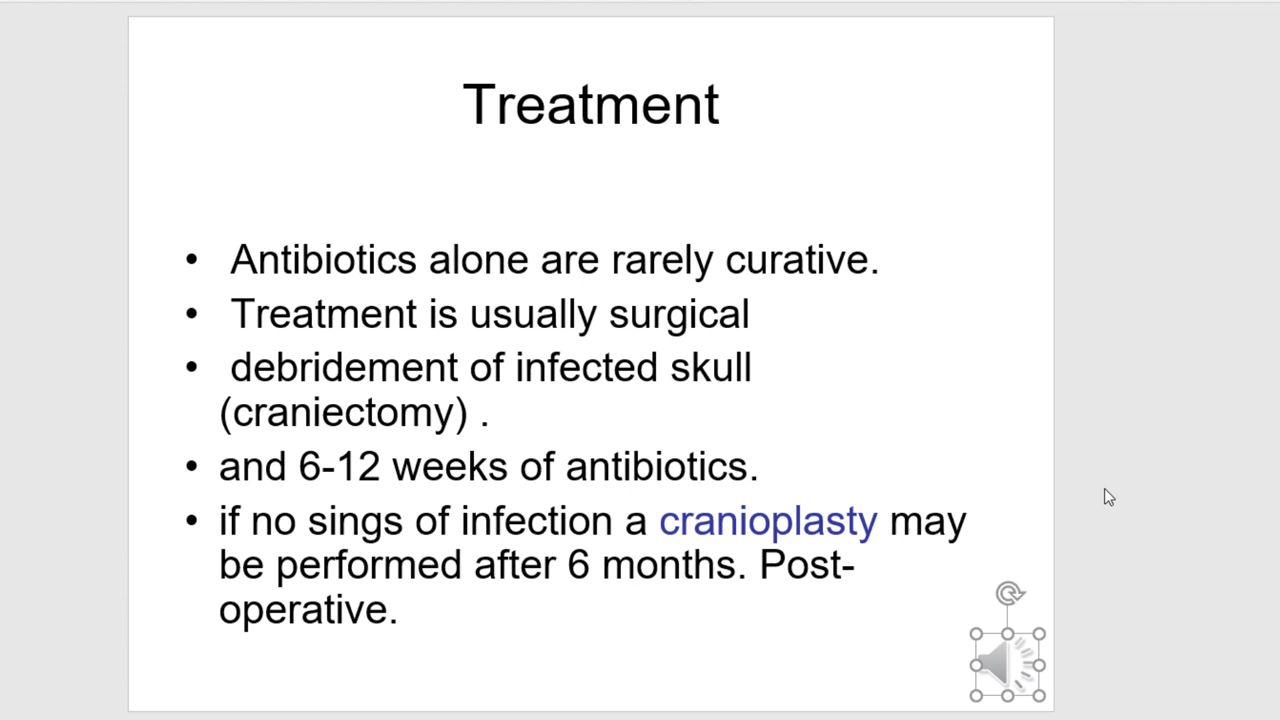 Treatment
• Antibiotics alone are rarely curative.
• Treatment is usually surgical
• debridement of infected skull
(craniectomy) .
• and 6-12 weeks of antibiotics.
• if no sings of infection a cranioplasty may
be performed after 6 months. Post-
operative.